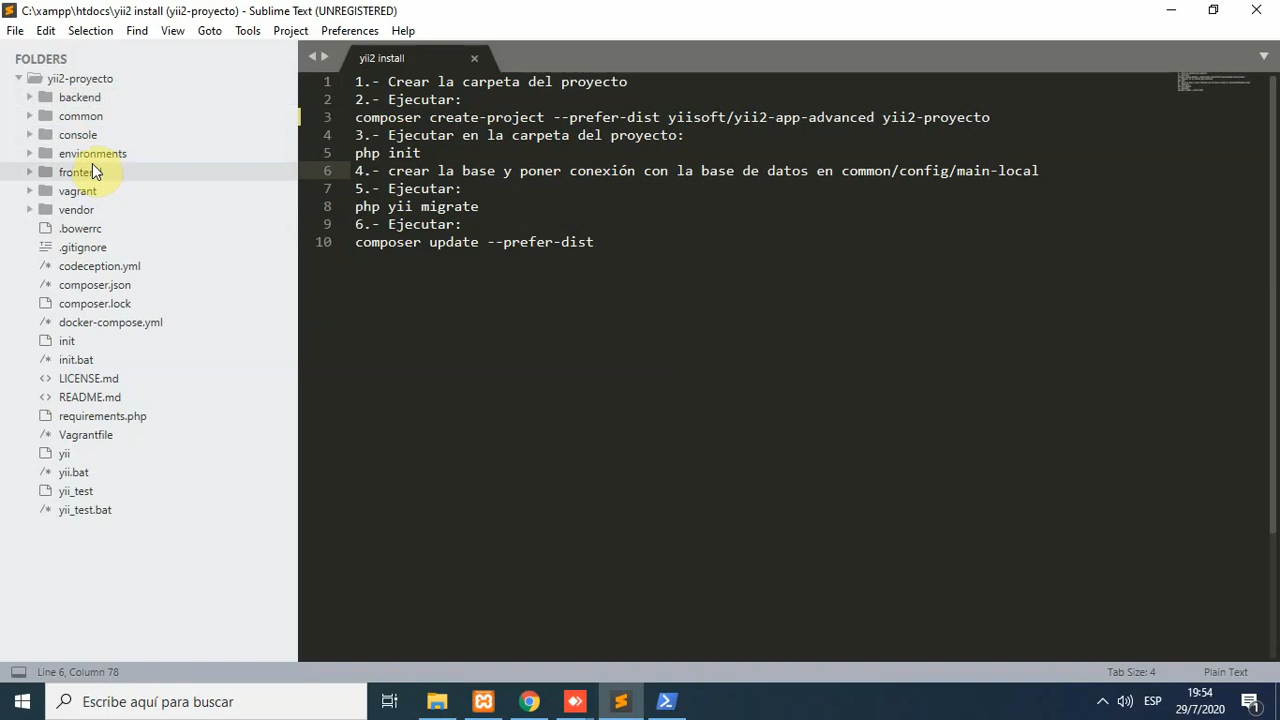 C:\xampp\htdocs\yii2 install (yii2-proyecto) - Sublime Text (UNREGISTERED)
File Edit Selection Find View Goto Tools Project Preferences Help
FOLDERS
yii2-proyecto
backend
common
console
environments
vagrant
vendor
.bowerrc
.gitignore
codeception.yml
composer.json
composer.lock
docker-compose.yml
init
init.bat
LICENSE.md
README.md
requirements.php
Vagrantfile
yii
yii.bat
yii_test
yii_test.bat
yii2 install
1 1.- Crear la carpeta del proyecto
2 2.- Ejecutar:
3 composer create-project --prefer-dist yiisoft/yii2-app-advanced yii2-proyecto
4 3.- Ejecutar en la carpeta del proyecto:
5 php init
6 4.- crear la base y poner conexión con la base de datos en common/config/main-local
7 5.- Ejecutar:
8 php yii migrate
9 6.- Ejecutar:
10 composer update --prefer-dist
Line 6, Column 78
Tab Size: 4
Plain Text
Escribe aquí para buscar
ESP
19:54
29/7/2020
1